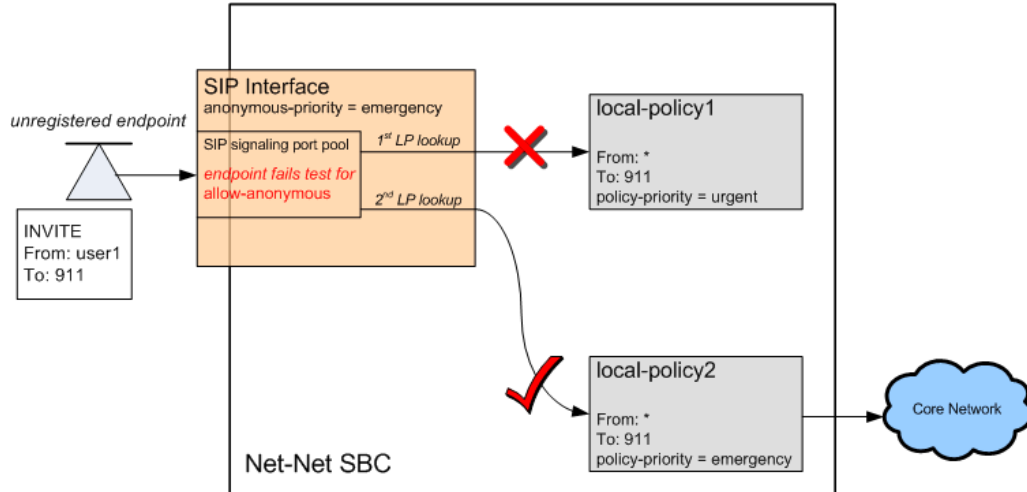 unregistered endpoint
INVITE
From: user1
To: 911
SIP Interface
anonymous-priority = emergency
SIP signaling port pool
endpoint fails test for
allow-anonymous
1st LP lookup
2nd LP lookup
local-policy1
From: *
To: 911
policy-priority = urgent
local-policy2
From: *
To: 911
policy-priority = emergency
Core Network
Net-Net SBC